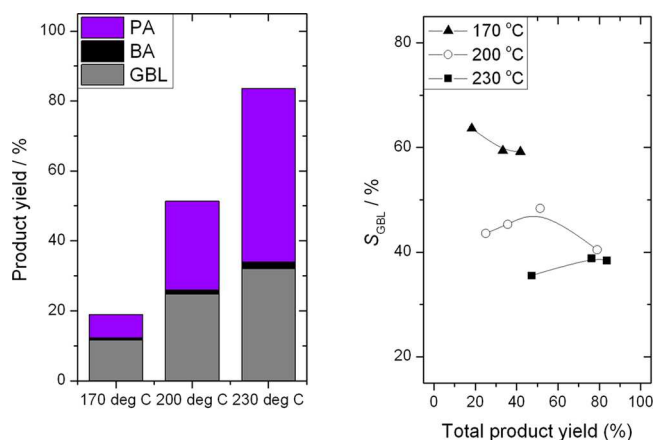 PA
BA
GBL
100
80
60
40
20
0
Product yield / %
170 deg C 200 deg C 230 deg C
170 °C
200 °C
230 °C
80
60
40
20
S_GBL / %
0 20 40 60 80 100
Total product yield (%)